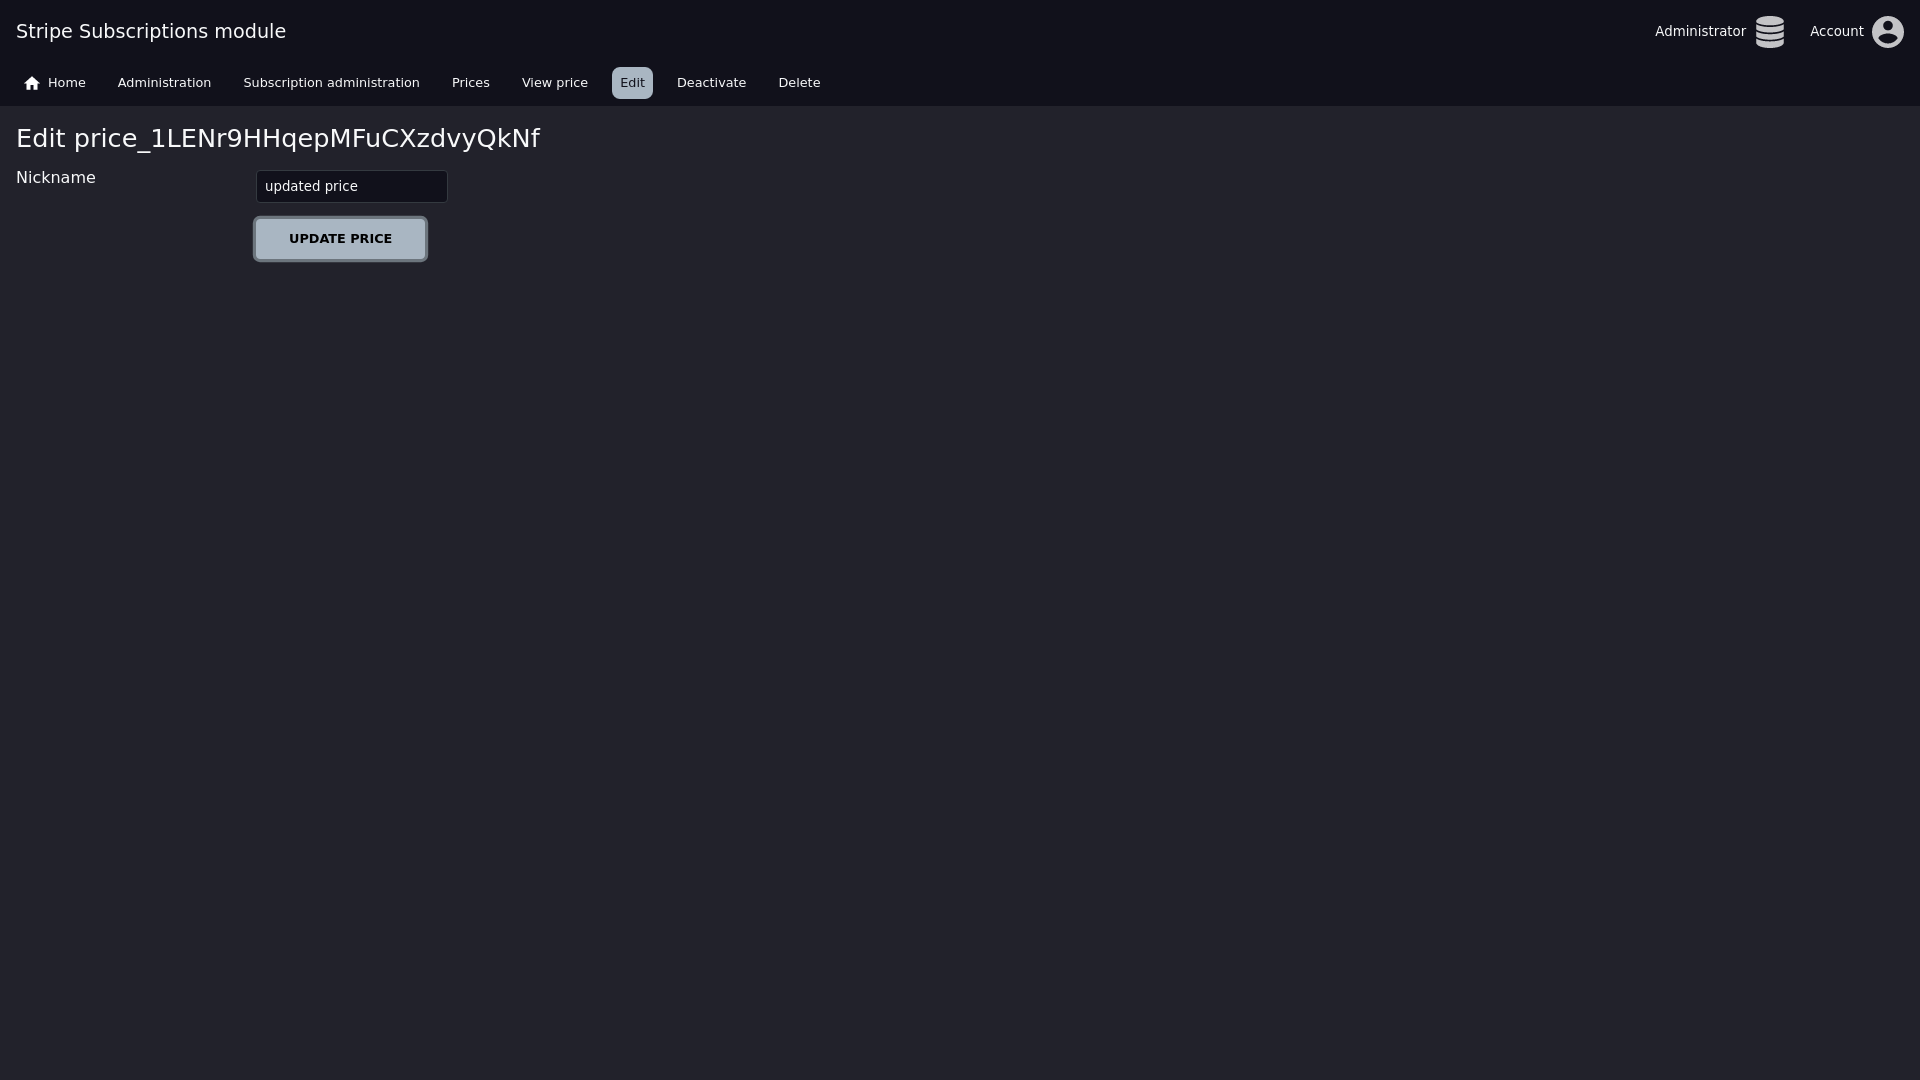 Stripe Subscriptions module
Administrator
Account
Home
Administration
Subscription administration
Prices
View price
Edit
Deactivate
Delete
Edit price_1LENr9HHqepMFuCXzdvyQkNf
Nickname
updated price
UPDATE PRICE